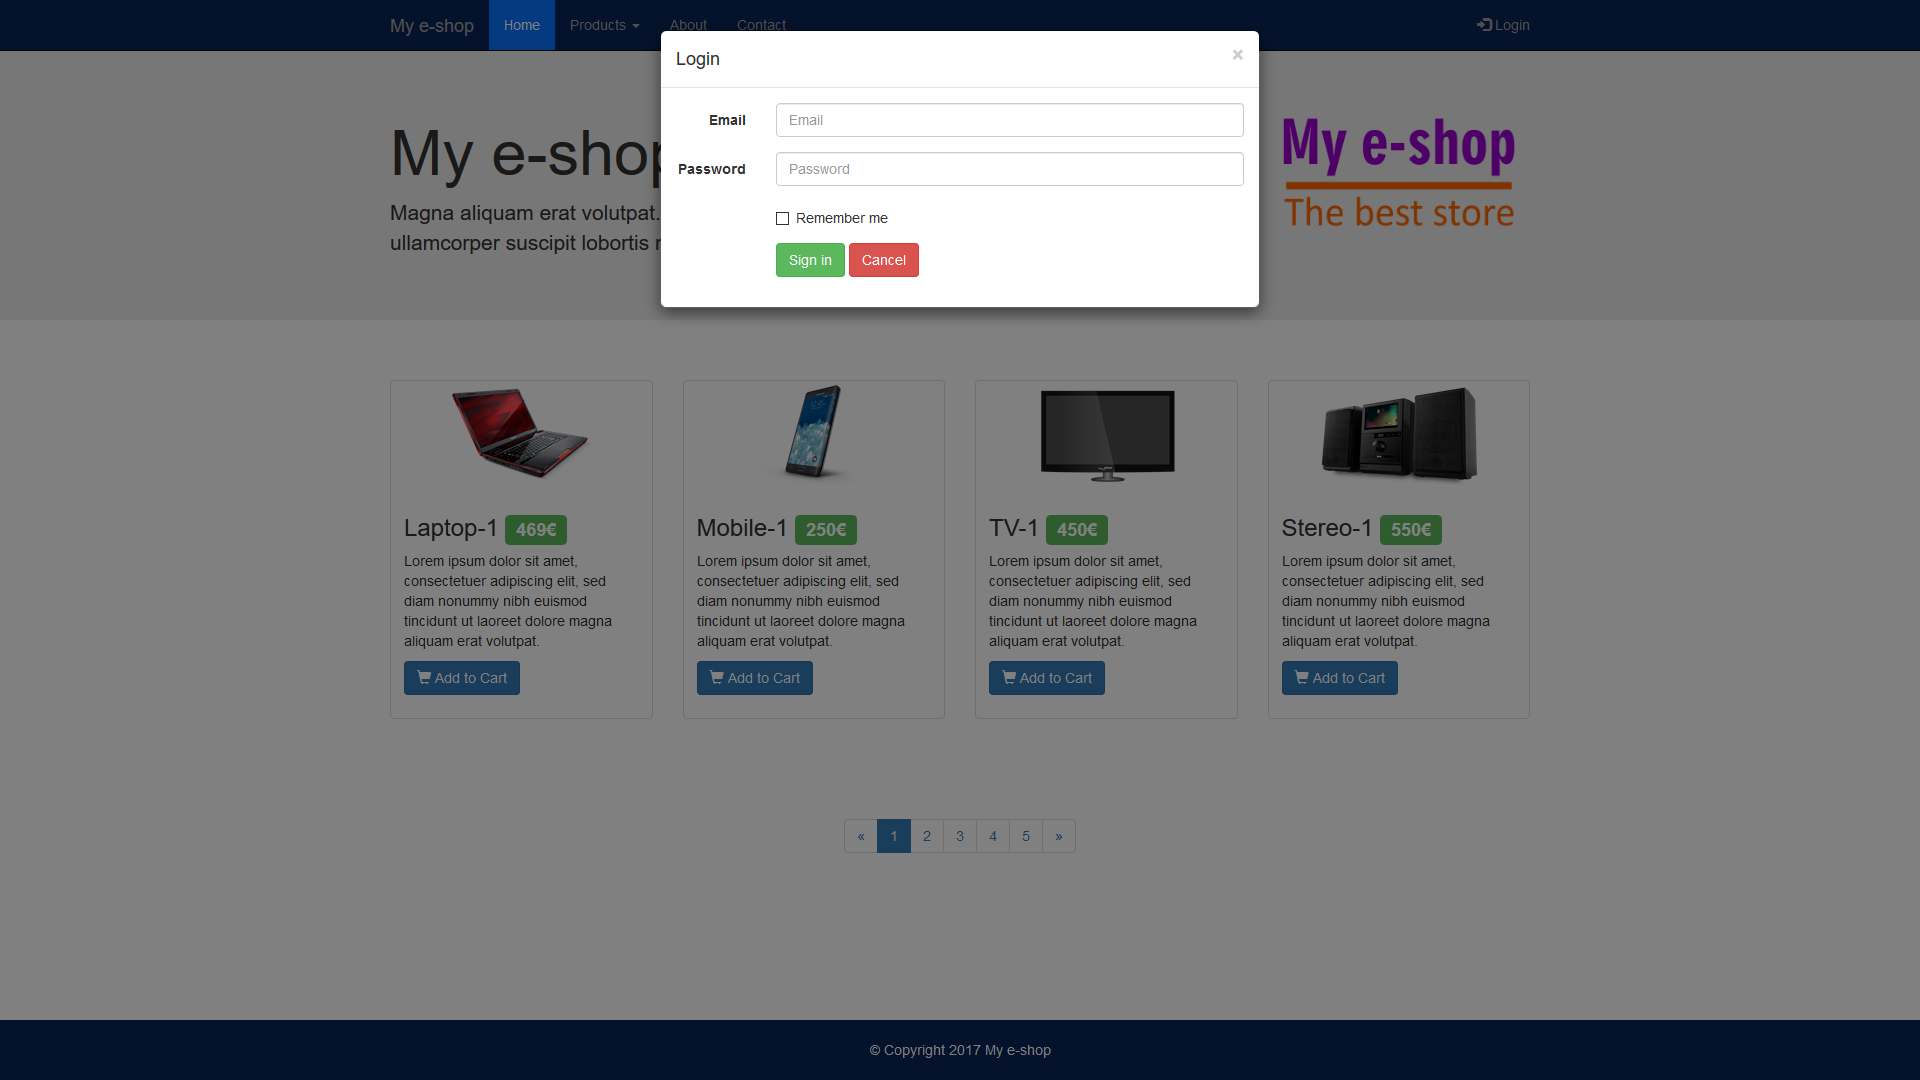 My e-shop Home Products About Contact Login
Login ×
Email Email
Password Password
Remember me
Sign in Cancel
My e-shop
Magna aliquam erat volutpat.
ullamcorper suscipit lobortis
My e-shop
The best store
Laptop-1 469€
Lorem ipsum dolor sit amet,
consectetuer adipiscing elit, sed
diam nonummy nibh euismod
tincidunt ut laoreet dolore magna
aliquam erat volutpat.
Add to Cart
Mobile-1 250€
Lorem ipsum dolor sit amet,
consectetuer adipiscing elit, sed
diam nonummy nibh euismod
tincidunt ut laoreet dolore magna
aliquam erat volutpat.
Add to Cart
TV-1 450€
Lorem ipsum dolor sit amet,
consectetuer adipiscing elit, sed
diam nonummy nibh euismod
tincidunt ut laoreet dolore magna
aliquam erat volutpat.
Add to Cart
Stereo-1 550€
Lorem ipsum dolor sit amet,
consectetuer adipiscing elit, sed
diam nonummy nibh euismod
tincidunt ut laoreet dolore magna
aliquam erat volutpat.
Add to Cart
« 1 2 3 4 5 »
© Copyright 2017 My e-shop